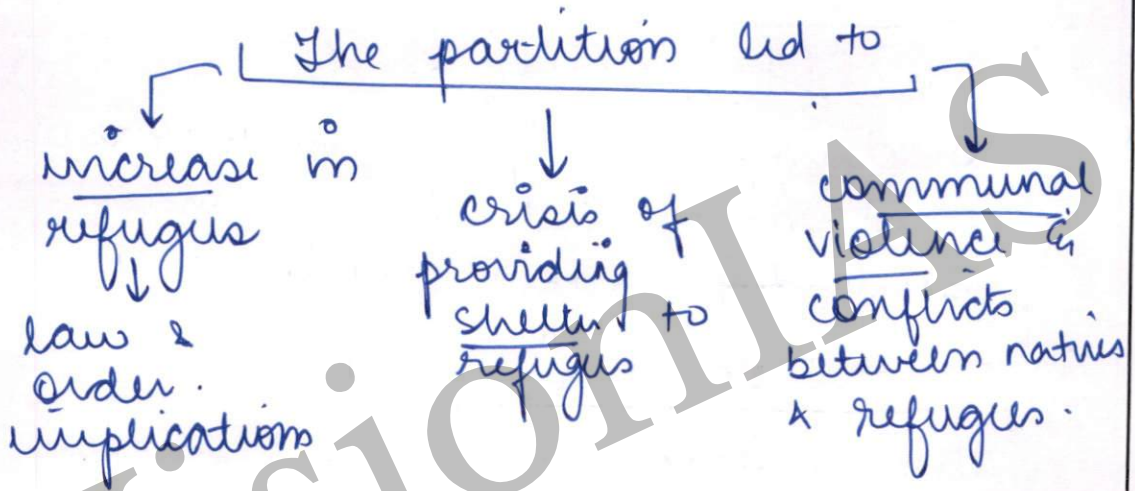 The partition led to
increase in
refugees
law &
order.
implications
crisis of
providing
shelter to
refugees
communal
violence &
conflicts
between natives
& refugees.
VisionIAS